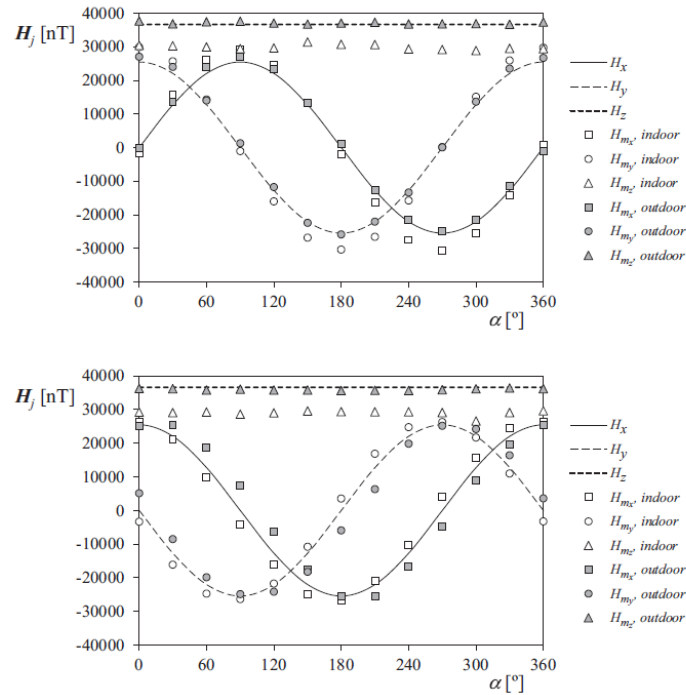 H_j [nT]
40000
30000
20000
10000
0
-10000
-20000
-30000
-40000
0 60 120 180 240 300 360
α [º]
H_x
H_y
H_z
H_mx, indoor
H_my, indoor
H_mz, indoor
H_mx, outdoor
H_my, outdoor
H_mz, outdoor
H_j [nT]
40000
30000
20000
10000
0
-10000
-20000
-30000
-40000
0 60 120 180 240 300 360
α [º]
H_x
H_y
H_z
H_mx, indoor
H_my, indoor
H_mz, indoor
H_mx, outdoor
H_my, outdoor
H_mz, outdoor